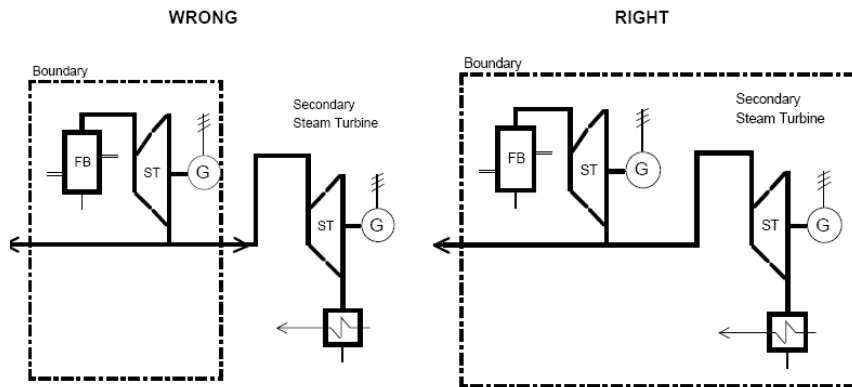 WRONG
RIGHT
Boundary
Secondary
Steam Turbine
FB
ST
G
ST
G
Boundary
Secondary
Steam Turbine
FB
ST
G
ST
G